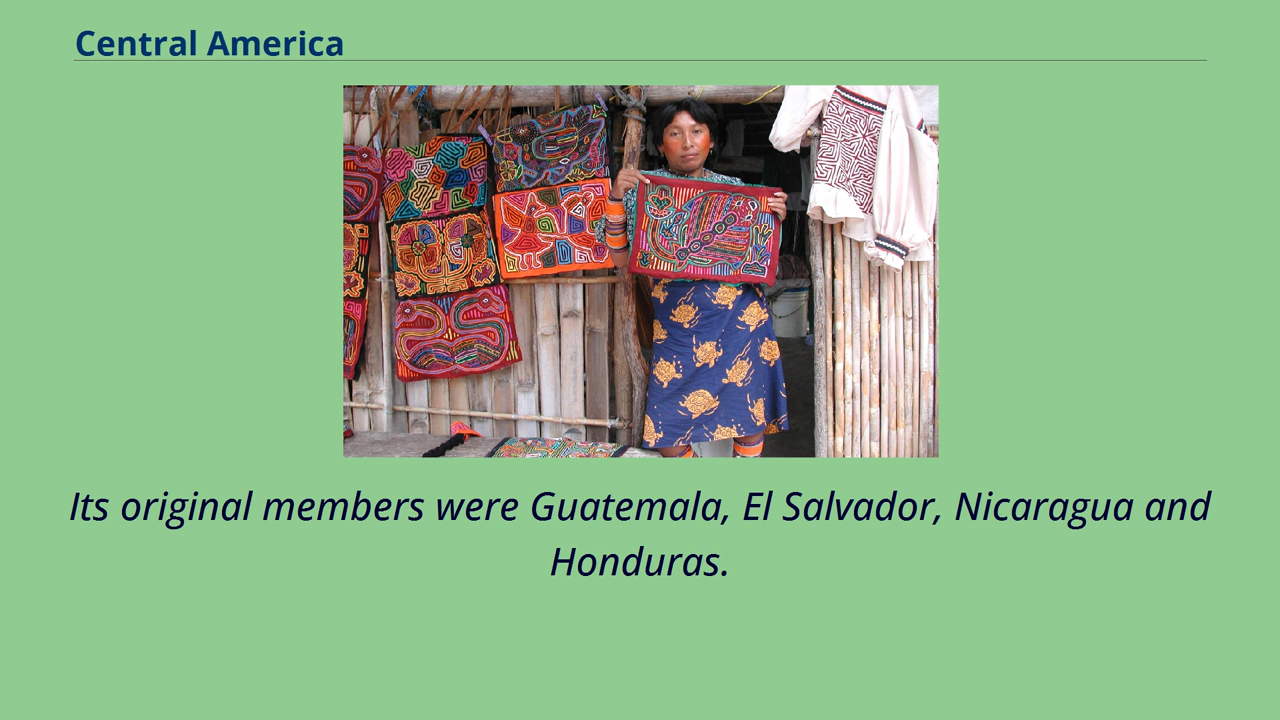 Central America
Its original members were Guatemala, El Salvador, Nicaragua and
Honduras.